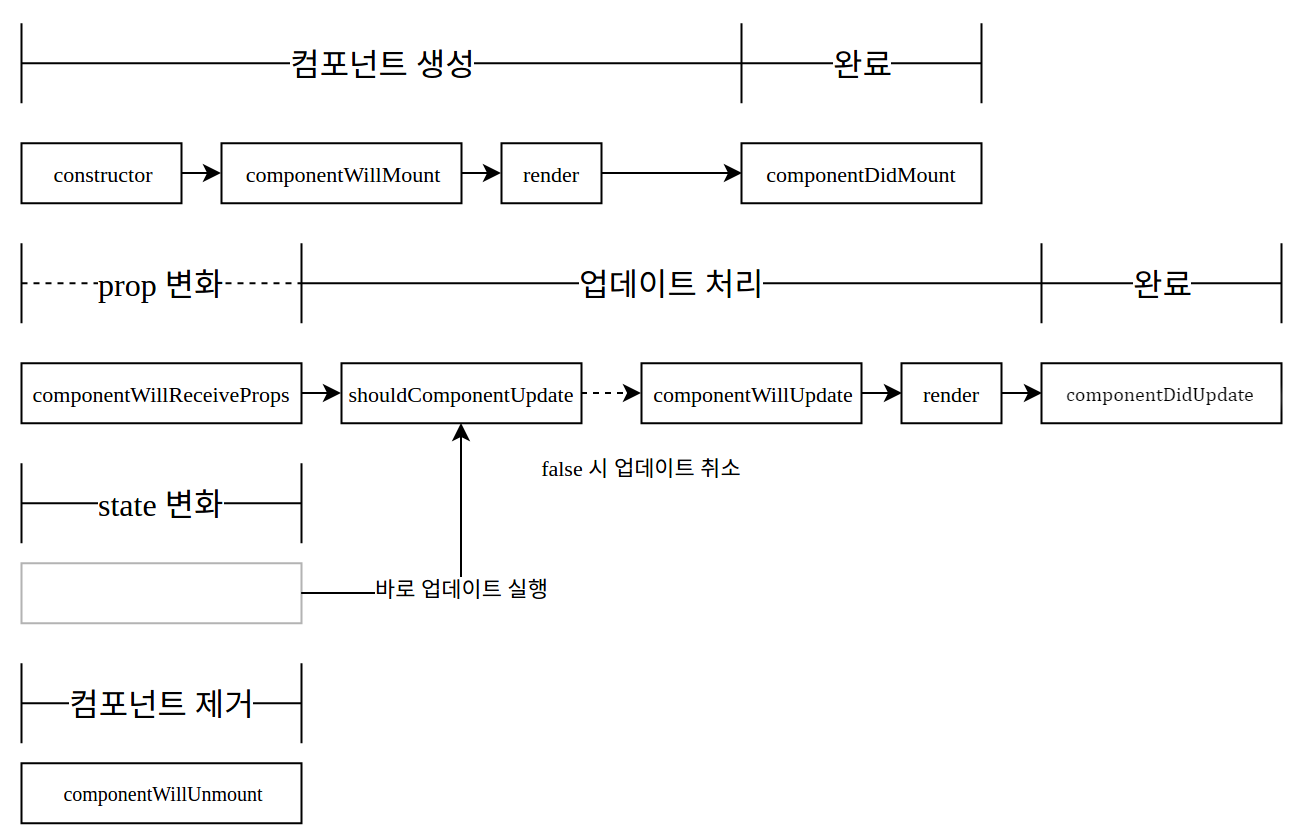 컴포넌트 생성
완료
constructor
componentWillMount
render
componentDidMount
prop 변화
업데이트 처리
완료
componentWillReceiveProps
shouldComponentUpdate
componentWillUpdate
render
componentDidUpdate
false 시 업데이트 취소
state 변화
바로 업데이트 실행
컴포넌트 제거
componentWillUnmount